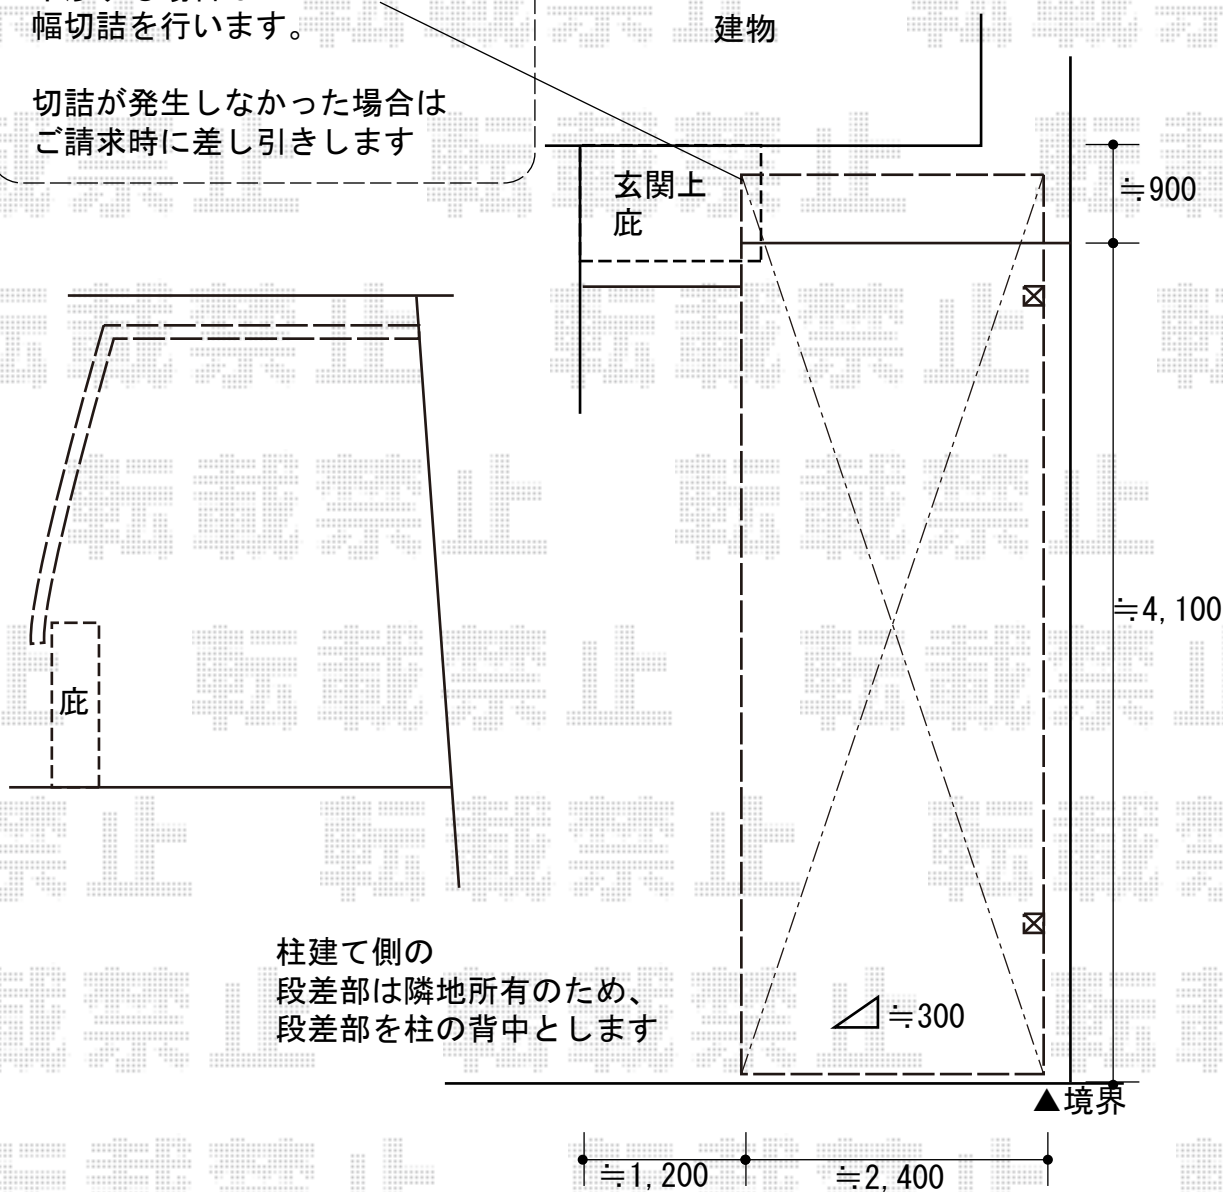 幅切詰を行います。
切詰が発生しなかった場合は
ご請求時に差し引きします
建物
玄関上
庇
≒900
≒4,100
庇
柱建て側の
段差部は隣地所有のため、
段差部を柱の背中とします
≒300
▲境界
≒1,200
≒2,400
転載禁止